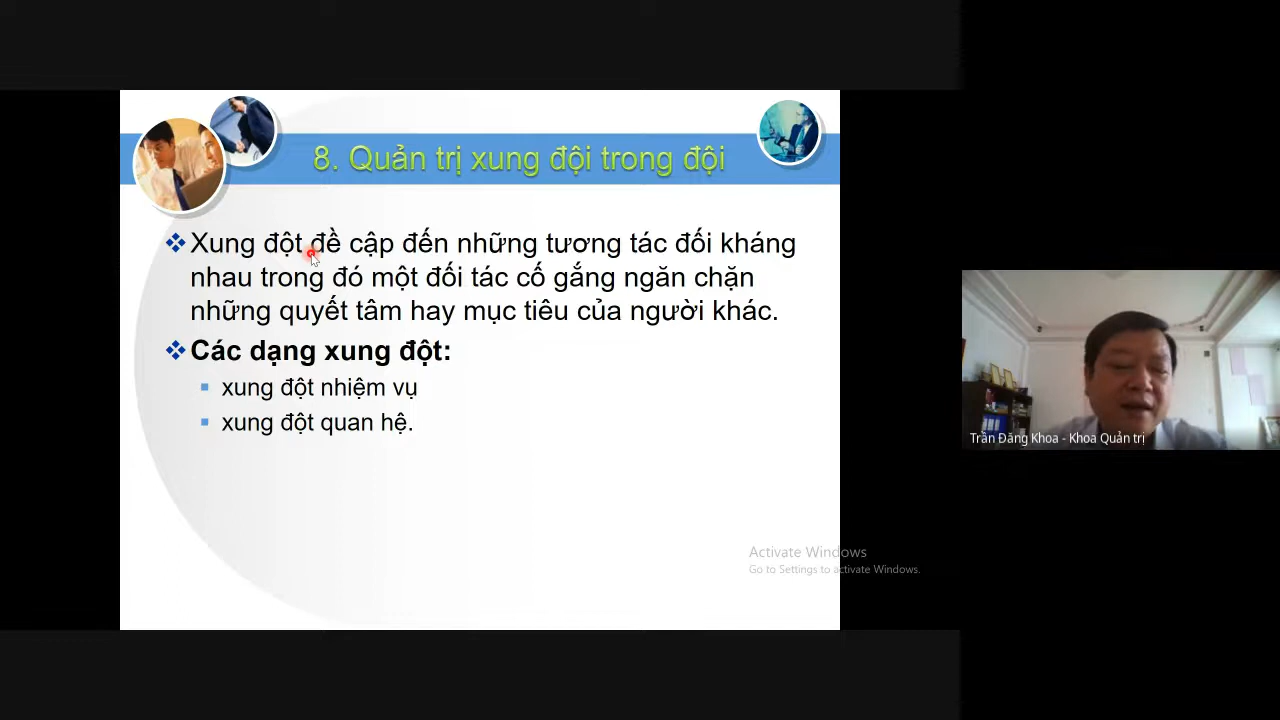 8. Quản trị xung đội trong đội
Xung đột đề cập đến những tương tác đối kháng
nhau trong đó một đối tác cố gắng ngăn chặn
những quyết tâm hay mục tiêu của người khác.
Các dạng xung đột:
xung đột nhiệm vụ
xung đột quan hệ.
Trần Đăng Khoa - Khoa Quản trị
Activate Windows
Go to Settings to activate Windows.